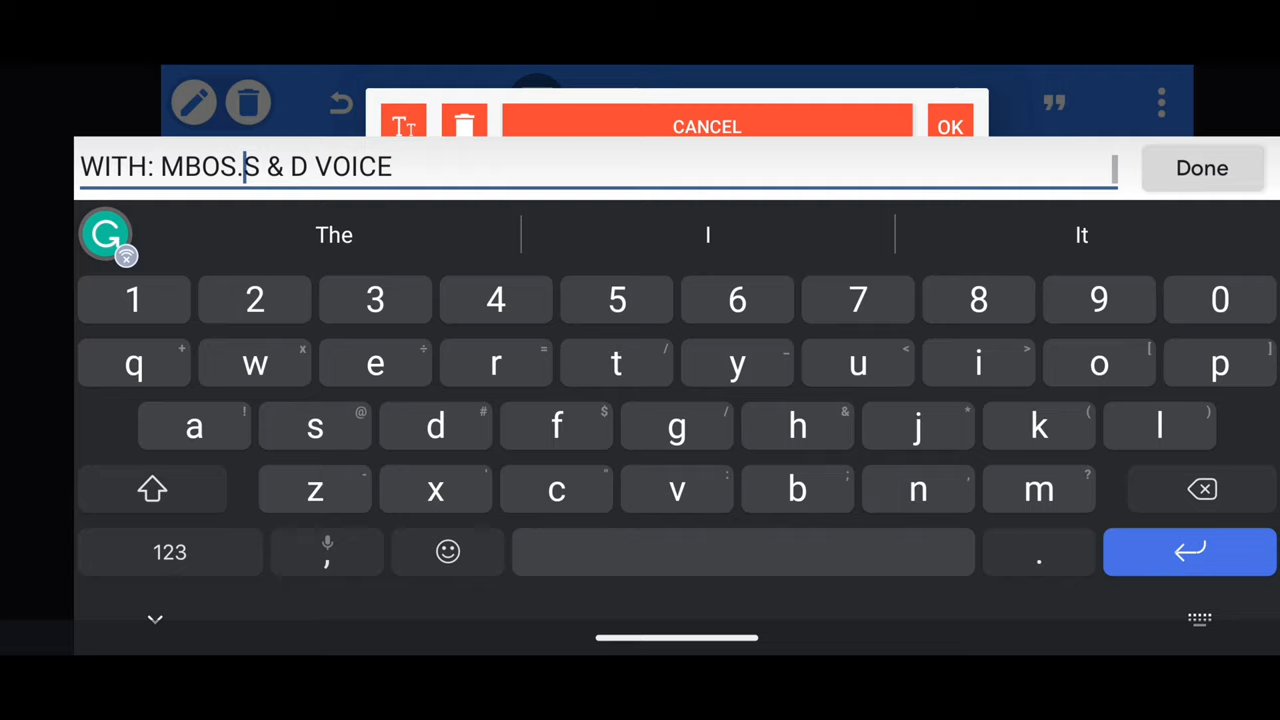 CANCEL
OK
WITH: MBOS.S & D VOICE
Done
The
I
It
1 2 3 4 5 6 7 8 9 0
q + w x e ÷ r = t / y _ u < i > o [ p ]
a ! s @ d # f $ g / h & j * k ( l )
z - x ' c " v : b ; n , m ?
123 , .